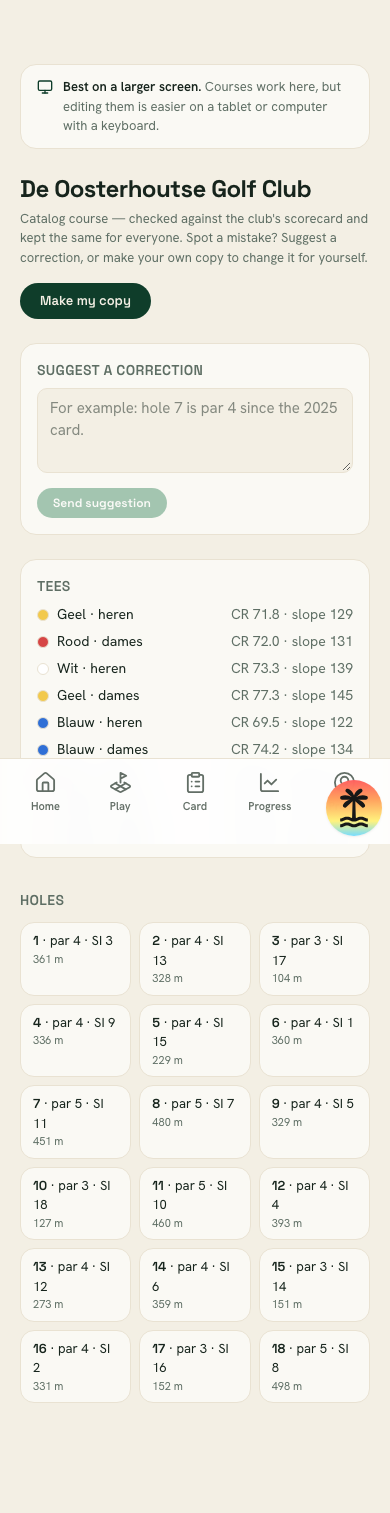 Best on a larger screen. Courses work here, but
editing them is easier on a tablet or computer
with a keyboard.
De Oosterhoutse Golf Club
Catalog course — checked against the club's scorecard and
kept the same for everyone. Spot a mistake? Suggest a
correction, or make your own copy to change it for yourself.
Make my copy
SUGGEST A CORRECTION
For example: hole 7 is par 4 since the 2025
card.
Send suggestion
TEES
Geel · heren CR 71.8 · slope 129
Rood · dames CR 72.0 · slope 131
Wit · heren CR 73.3 · slope 139
Geel · dames CR 77.3 · slope 145
Blauw · heren CR 69.5 · slope 122
Blauw · dames CR 74.2 · slope 134
Home Play Card Progress
HOLES
1 · par 4 · SI 3
361 m
2 · par 4 · SI
13
328 m
3 · par 3 · SI
17
104 m
4 · par 4 · SI 9
336 m
5 · par 4 · SI
15
229 m
6 · par 4 · SI 1
360 m
7 · par 5 · SI
11
451 m
8 · par 5 · SI 7
480 m
9 · par 4 · SI 5
329 m
10 · par 3 · SI
18
127 m
11 · par 5 · SI
10
460 m
12 · par 4 · SI
4
393 m
13 · par 4 · SI
12
273 m
14 · par 4 · SI
6
359 m
15 · par 3 · SI
14
151 m
16 · par 4 · SI
2
331 m
17 · par 3 · SI
16
152 m
18 · par 5 · SI
8
498 m